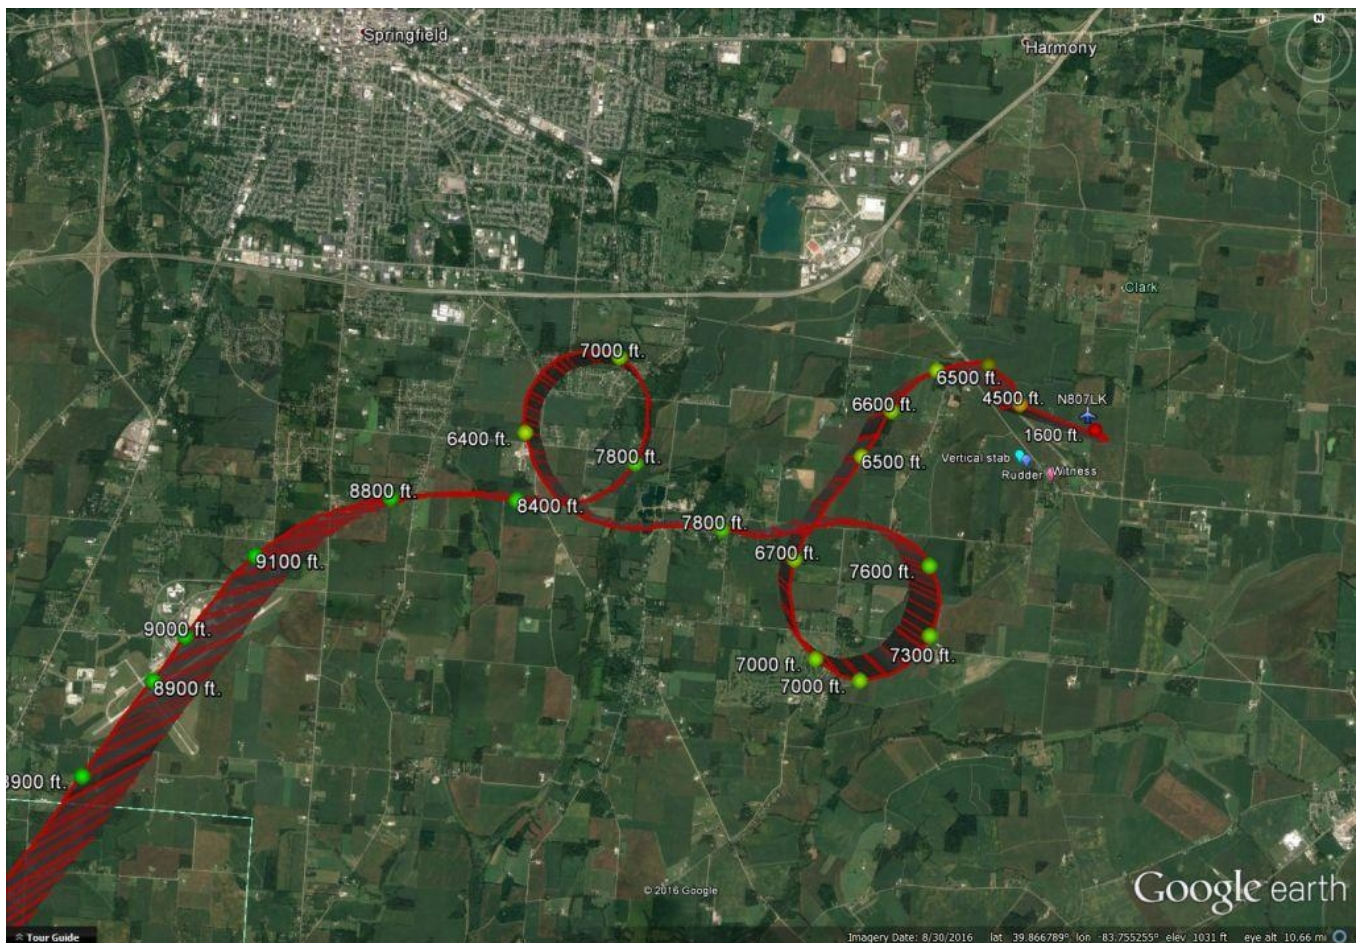 Springfield
Harmony
N
Clark
7000 ft.
6500 ft.
4500 ft.
N807LK
6600 ft.
1600 ft.
6400 ft.
6500 ft.
7800 ft.
Vertical stab
Rudder
Witness
8800 ft.
8400 ft.
7800 ft.
9100 ft.
6700 ft.
7600 ft.
9000 ft.
7300 ft.
7000 ft.
7000 ft.
8900 ft.
8900 ft.
© 2016 Google
Google earth
Tour Guide
Imagery Date: 8/30/2016 lat 39.866789° lon -83.755255° elev 1031 ft eye alt 10.66 mi